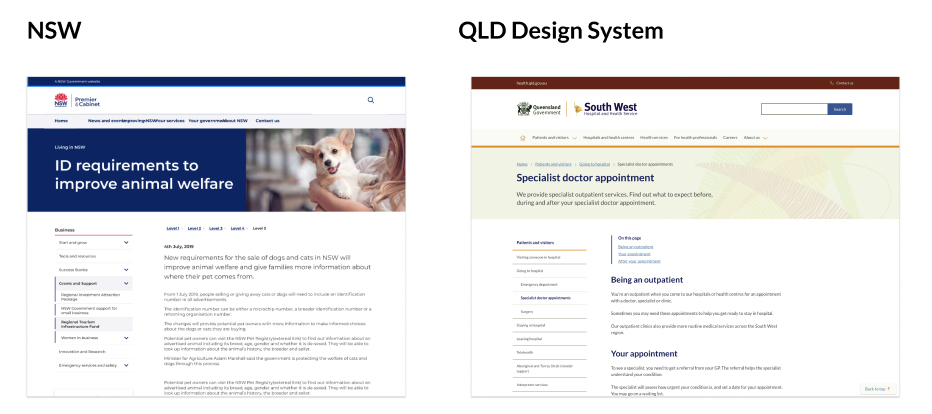 NSW
QLD Design System
A NSW Government website
NSW
GOVERNMENT
Premier
& Cabinet
Home News and events ImprovingNSW Your services Your government About NSW Contact us
Living in NSW
ID requirements to
improve animal welfare
Business
Start and grow
Tools and resources
Success Stories
Grants and Support
Regional Investment Attraction
Package
NSW Government support for
small business
Regional Tourism
Infrastructure Fund
Women in business
Innovation and Research
Emergency services and safety
Level 1 Level 2 Level 3 Level 4 Level 5
4th July, 2019
New requirements for the sale of dogs and cats in NSW will
improve animal welfare and give families more information about
where their pet comes from.
From 1 July 2019, people selling or giving away cats or dogs will need to include an identification
number in all advertisements.
The identification number can be either a microchip number, a breeder identification number or a
rehoming organisation number.
The changes will provide potential pet owners with more information to make informed choices
about the dogs or cats they are buying.
Potential pet owners can visit the NSW Pet Registry(external link) to find out information about an
advertised animal including its breed, age, gender and whether it is de-sexed. They will be able to
look up information about the animal's history, the breeder and seller.
Minister for Agriculture Adam Marshall said the government is protecting the welfare of cats and
dogs through this process.
Potential pet owners can visit the NSW Pet Registry(external link) to find out information about an
advertised animal including its breed, age, gender and whether it is de-sexed. They will be able to
look up information about the animal's history, the breeder and seller.
health.qld.gov.au
Contact us
Queensland
Government
South West
Hospital and Health Service
Search
Patients and visitors Hospitals and health centres Health services For health professionals Careers About us
Home / Patients and visitors / Going to hospital / Specialist doctor appointments
Specialist doctor appointment
We provide specialist outpatient services. Find out what to expect before,
during and after your specialist doctor appointment.
Patients and visitors
Visiting someone in hospital
Going to hospital
Emergency department
Specialist doctor appointments
Surgery
Staying in hospital
Leaving hospital
Telehealth
Aboriginal and Torres Strait Islander
support
Interpreter services
On this page
Being an outpatient
Your appointment
After your appointment
Being an outpatient
You're an outpatient when you come to our hospitals or health centres for an appointment
with a doctor, specialist or clinic.
Sometimes you may need these appointments to help you get ready to stay in hospital.
Our outpatient clinics also provide more routine medical services across the South West
region.
Your appointment
To see a specialist, you need to get a referral from your GP. The referral helps the specialist
understand your condition.
The specialist will assess how urgent your condition is, and set a date for your appointment.
You may go on a waiting list.
Back to top